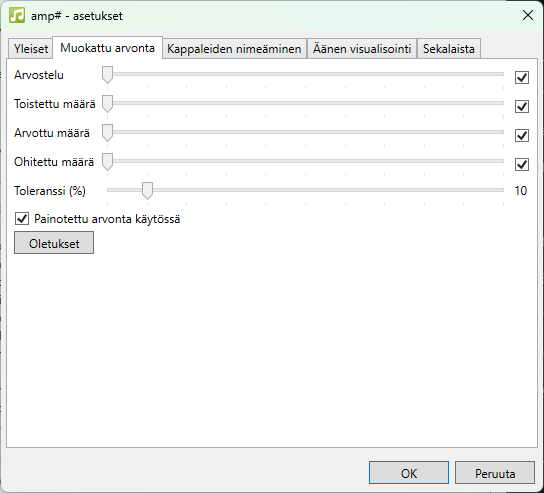 amp# - asetukset
Yleiset Muokattu arvonta Kappaleiden nimeäminen Äänen visualisointi Sekalaista
Arvostelu
Toistettu määrä
Arvottu määrä
Ohitettu määrä
Toleranssi (%) 10
Painotettu arvonta käytössä
Oletukset
OK Peruuta